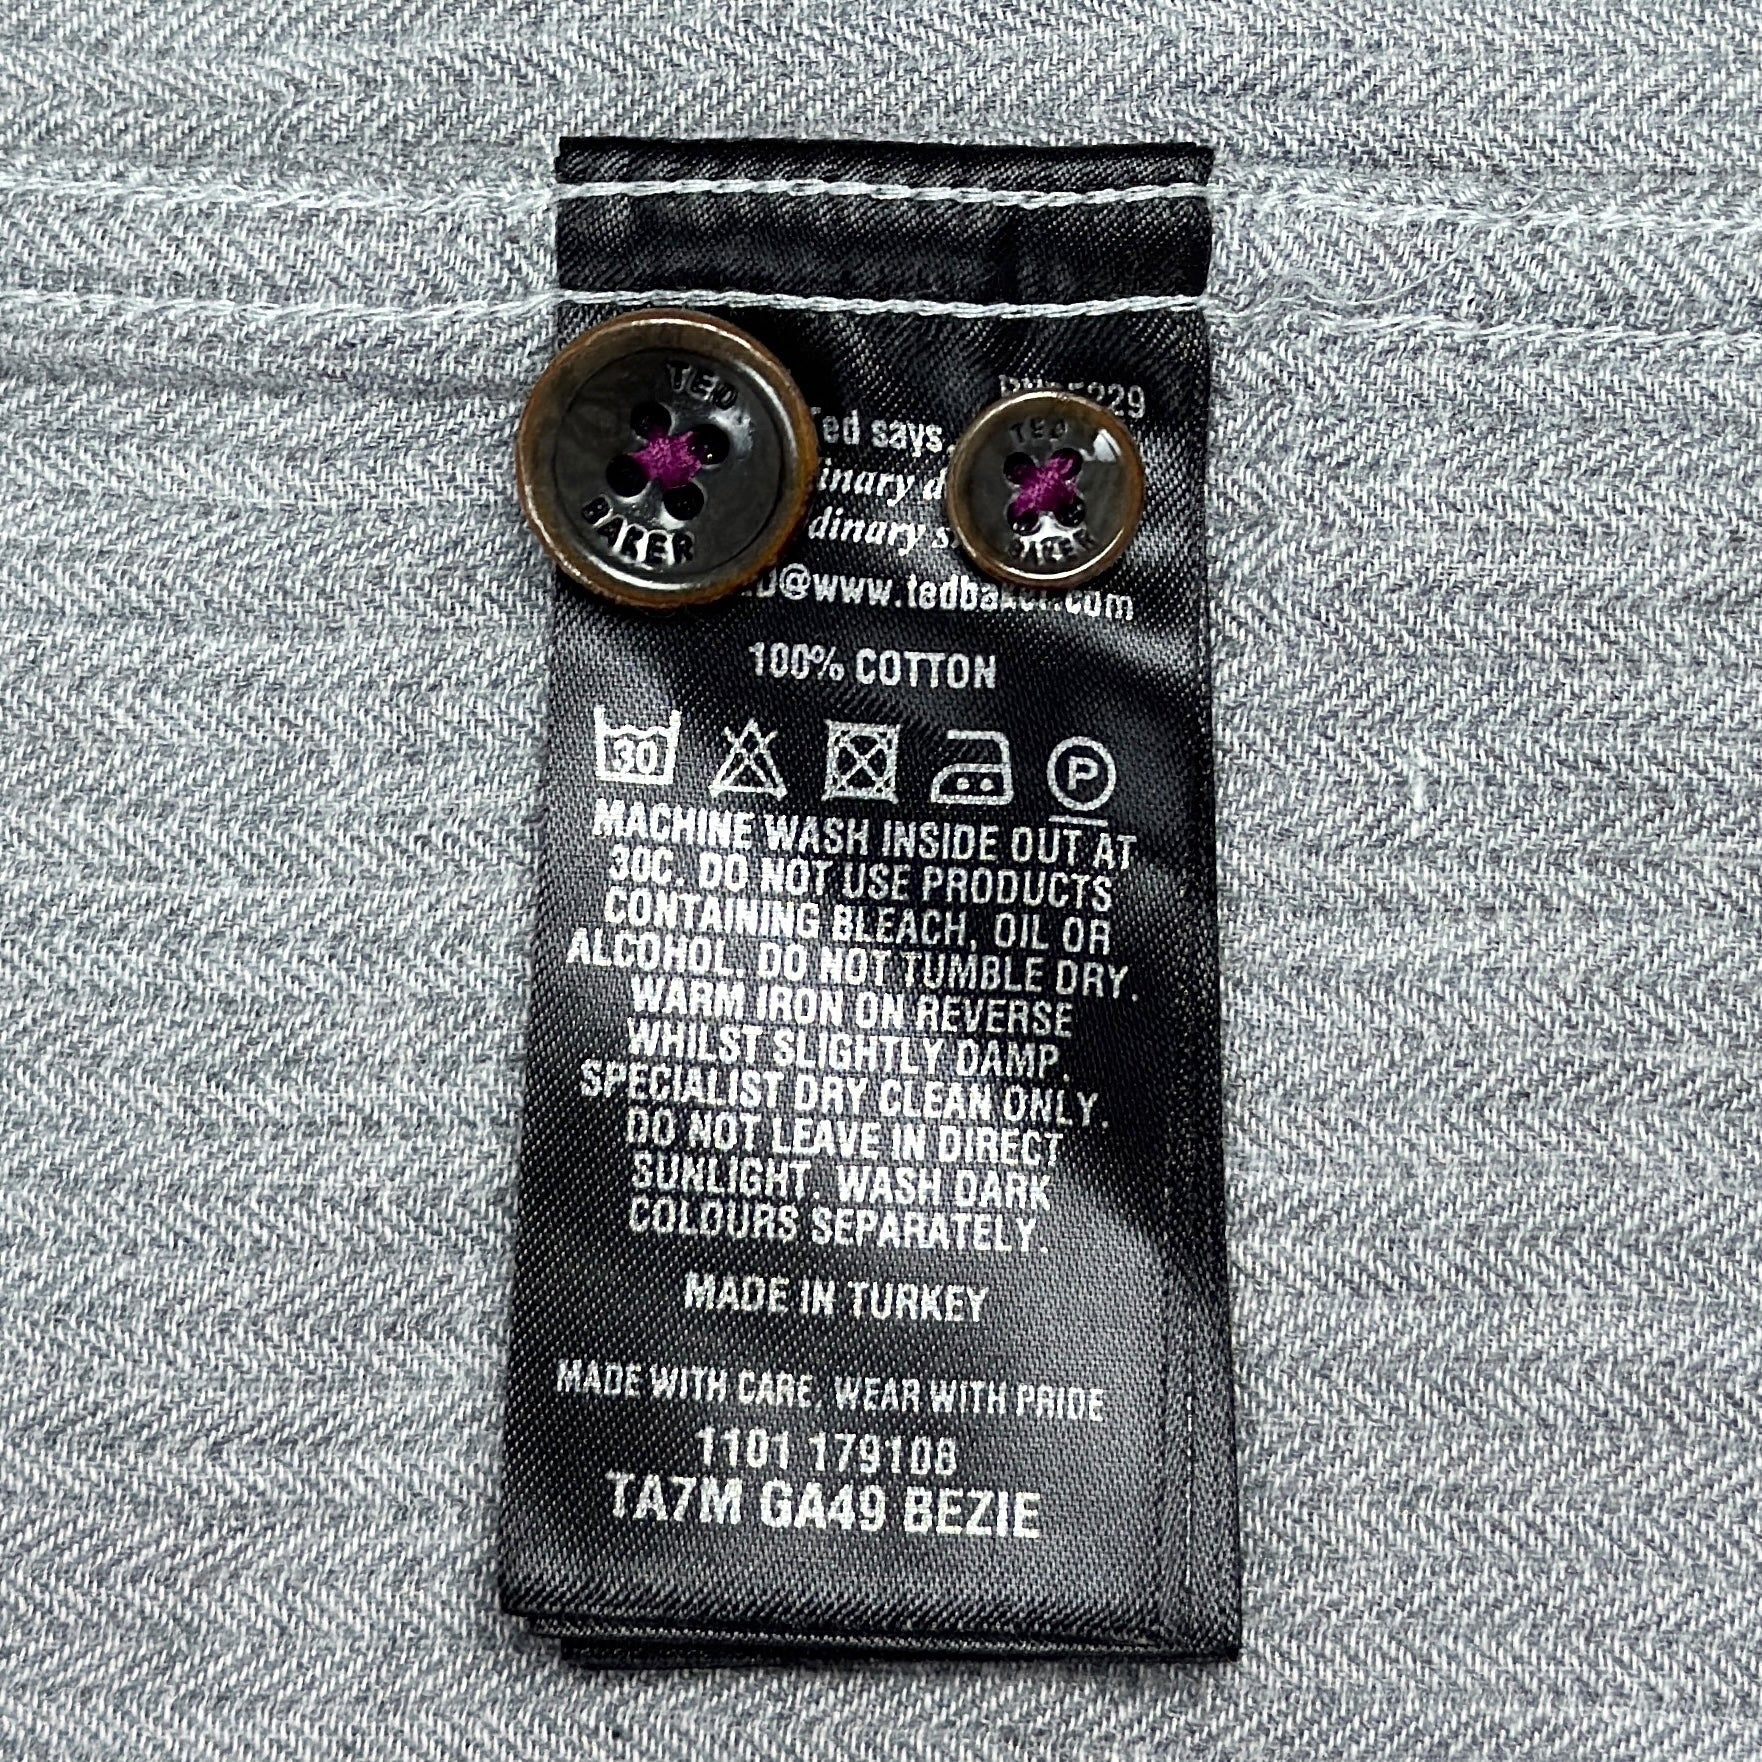 TED
BAKER
TED
BAKER
Ted says
100% COTTON
30
P
MACHINE WASH INSIDE OUT AT
30C. DO NOT USE PRODUCTS
CONTAINING BLEACH, OIL OR
ALCOHOL. DO NOT TUMBLE DRY.
WARM IRON ON REVERSE
WHILST SLIGHTLY DAMP.
SPECIALIST DRY CLEAN ONLY.
DO NOT LEAVE IN DIRECT
SUNLIGHT. WASH DARK
COLOURS SEPARATELY.
MADE IN TURKEY
MADE WITH CARE WEAR WITH PRIDE
1101 179108
TA7M GA49 BEZIE